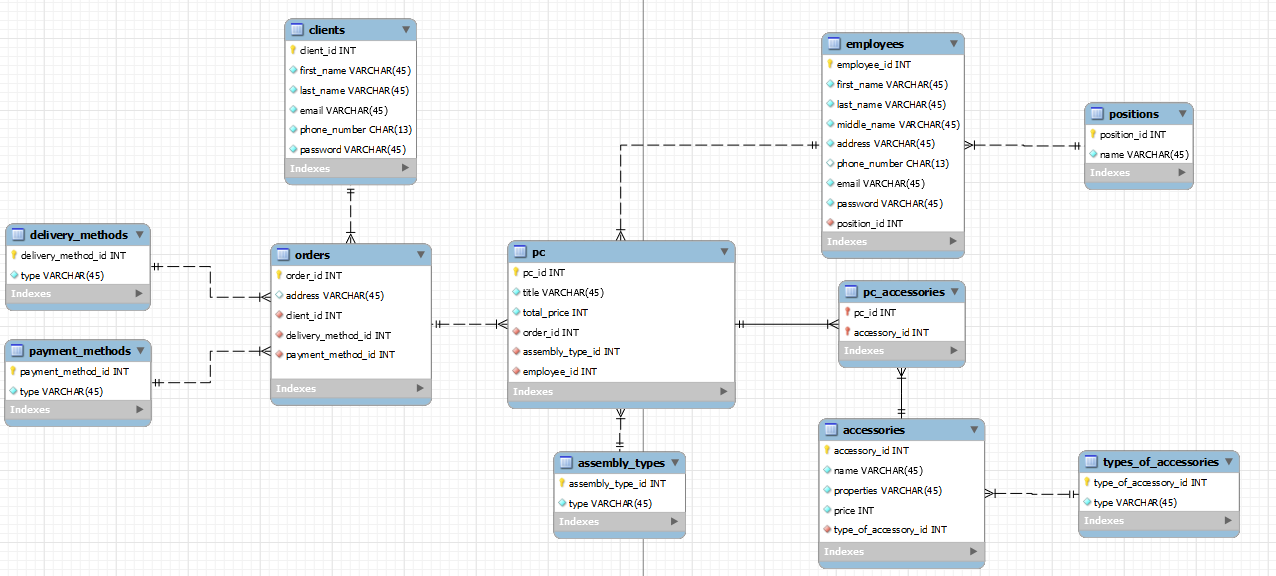 clients
client_id INT
first_name VARCHAR(45)
last_name VARCHAR(45)
email VARCHAR(45)
phone_number CHAR(13)
password VARCHAR(45)
Indexes
employees
employee_id INT
first_name VARCHAR(45)
last_name VARCHAR(45)
middle_name VARCHAR(45)
address VARCHAR(45)
phone_number CHAR(13)
email VARCHAR(45)
password VARCHAR(45)
position_id INT
Indexes
positions
position_id INT
name VARCHAR(45)
Indexes
delivery_methods
delivery_method_id INT
type VARCHAR(45)
Indexes
orders
order_id INT
address VARCHAR(45)
client_id INT
delivery_method_id INT
payment_method_id INT
Indexes
pc
pc_id INT
title VARCHAR(45)
total_price INT
order_id INT
assembly_type_id INT
employee_id INT
Indexes
pc_accessories
pc_id INT
accessory_id INT
Indexes
payment_methods
payment_method_id INT
type VARCHAR(45)
Indexes
assembly_types
assembly_type_id INT
type VARCHAR(45)
Indexes
accessories
accessory_id INT
name VARCHAR(45)
properties VARCHAR(45)
price INT
type_of_accessory_id INT
Indexes
types_of_accessories
type_of_accessory_id INT
type VARCHAR(45)
Indexes